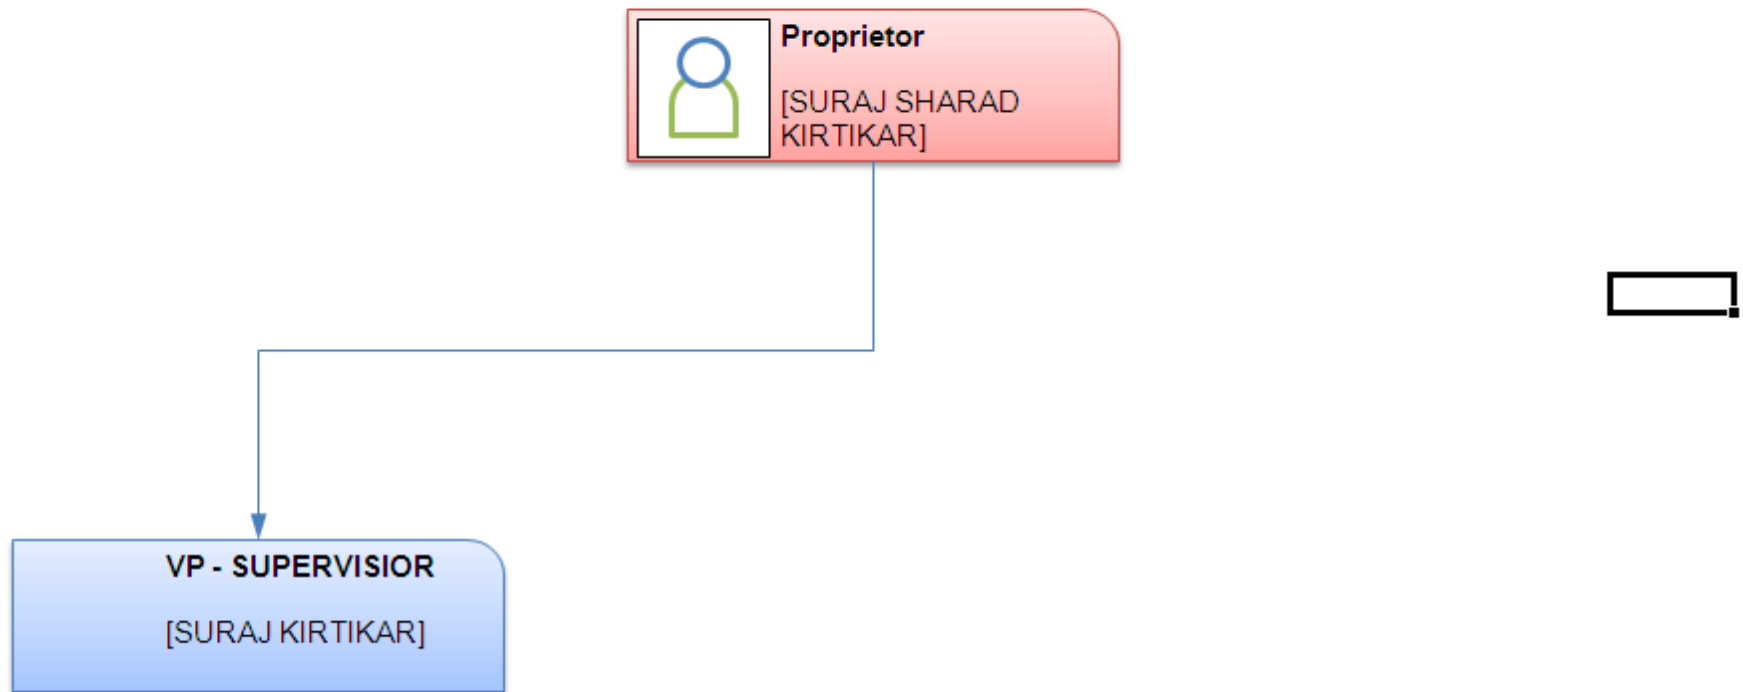 Proprietor
[SURAJ SHARAD
KIRTIKAR]
VP - SUPERVISIOR
[SURAJ KIRTIKAR]